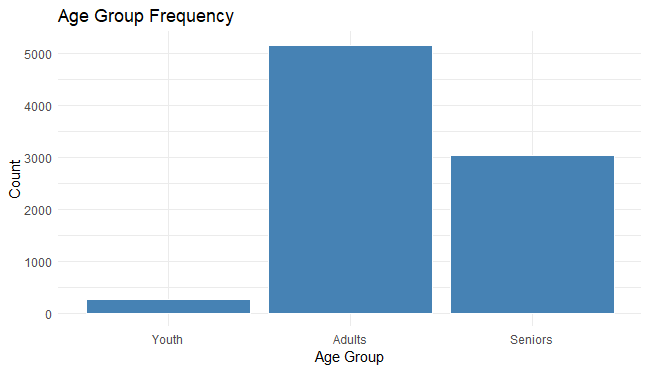 Age Group Frequency
Count
5000
4000
3000
2000
1000
0
Youth Adults Seniors
Age Group